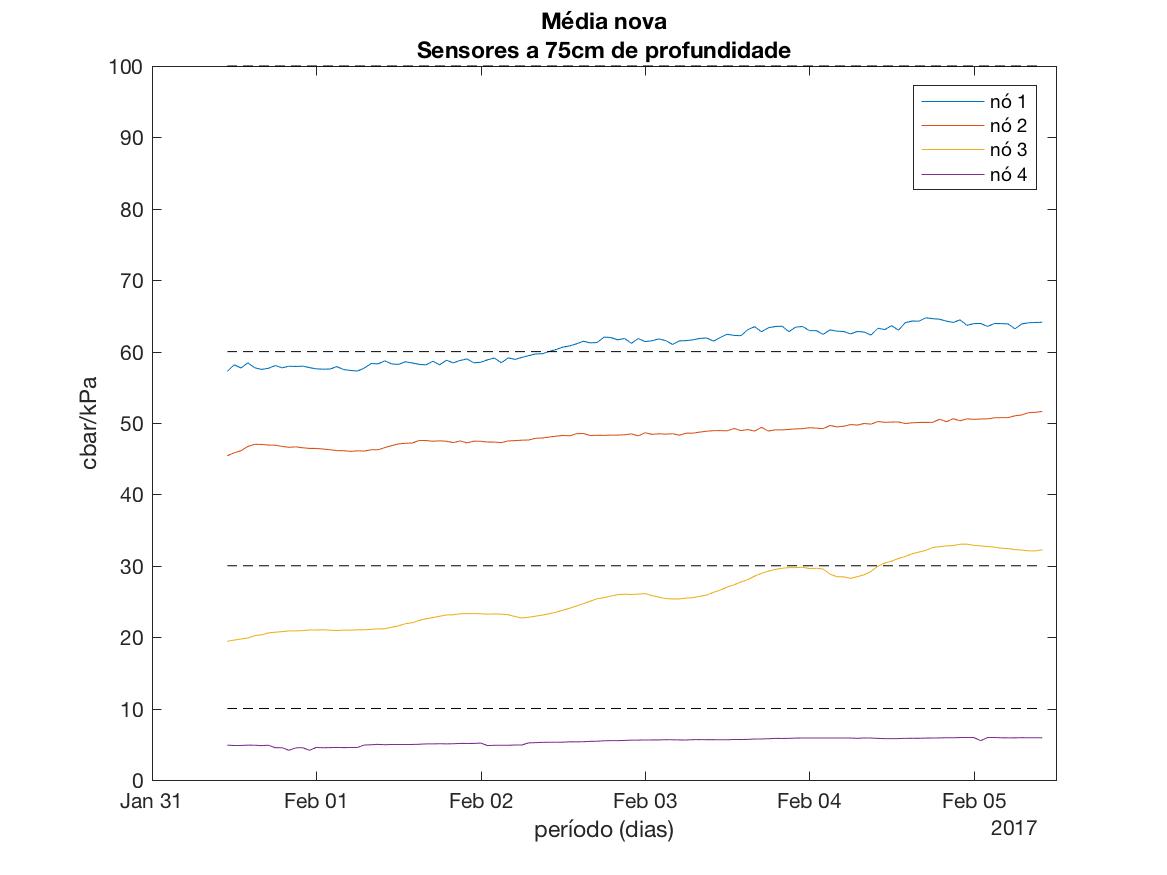 Média nova
Sensores a 75cm de profundidade
100
90
80
70
60
50
40
30
20
10
0
cbar/kPa
nó 1
nó 2
nó 3
nó 4
Jan 31 Feb 01 Feb 02 Feb 03 Feb 04 Feb 05
2017
período (dias)